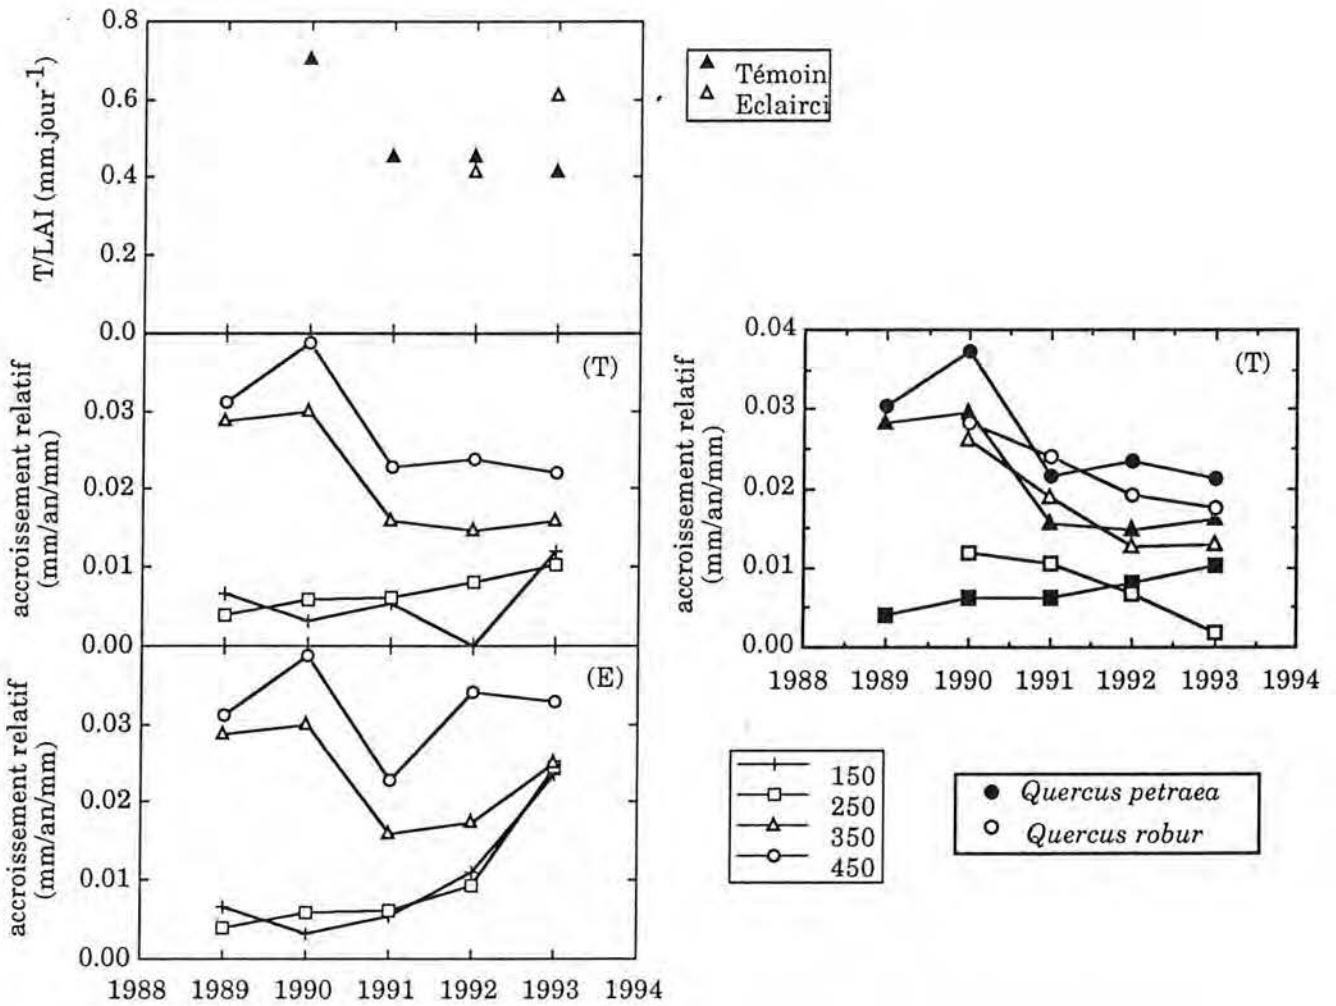 0.8
0.6
0.4
0.2
0.0
T/LAI (mm.jour-1)
Témoin
Eclairci
(T)
0.03
0.02
0.01
0.00
accroissement relatif
(mm/an/mm)
(E)
0.03
0.02
0.01
0.00
accroissement relatif
(mm/an/mm)
1988 1989 1990 1991 1992 1993 1994
(T)
0.04
0.03
0.02
0.01
0.00
accroissement relatif
(mm/an/mm)
1988 1989 1990 1991 1992 1993 1994
150
250
350
450
Quercus petraea
Quercus robur